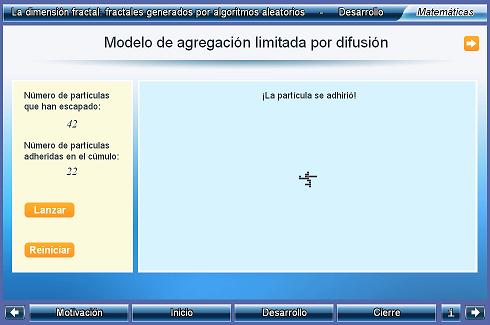 La dimensión fractal: fractales generados por algoritmos aleatorios - Desarrollo Matemáticas
Modelo de agregación limitada por difusión
Número de partículas
que han escapado:
42
Número de partículas
adheridas en el cúmulo:
22
Lanzar
Reiniciar
¡La partícula se adhirió!
Motivación Inicio Desarrollo Cierre i